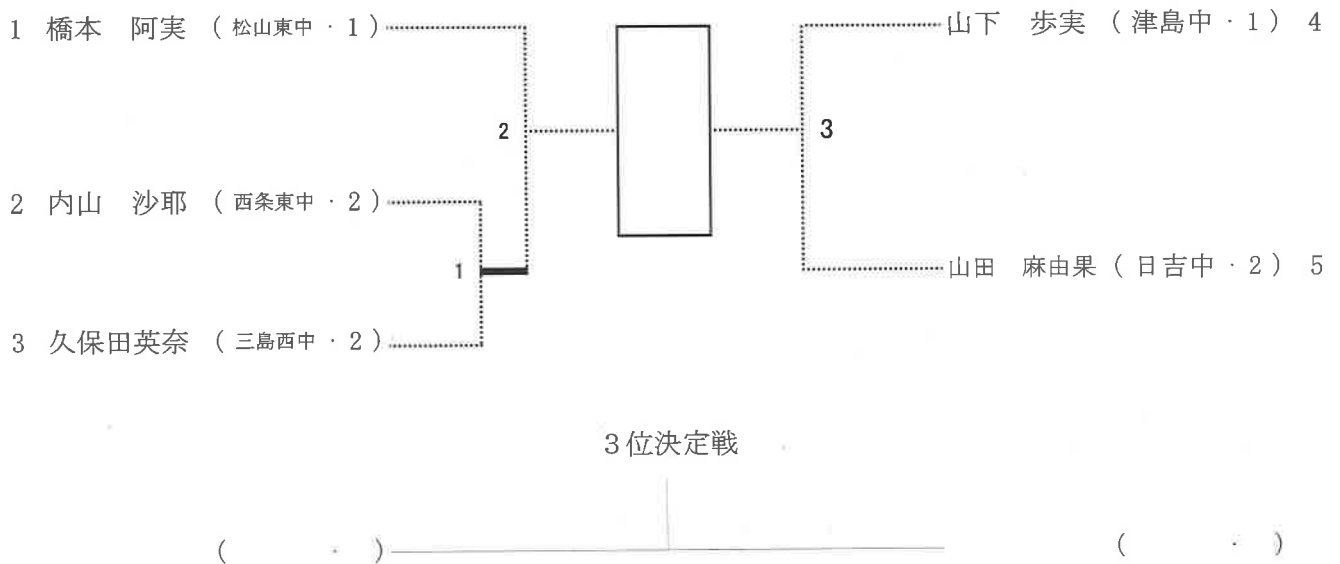 1 橋本 阿実 (松山東中・1)
2 内山 沙耶 (西条東中・2)
3 久保田英奈 (三島西中・2)
2
1
3
山下 歩実 (津島中・1) 4
山田 麻由果 (日吉中・2) 5
3位決定戦
( ・ ) ( ・ )